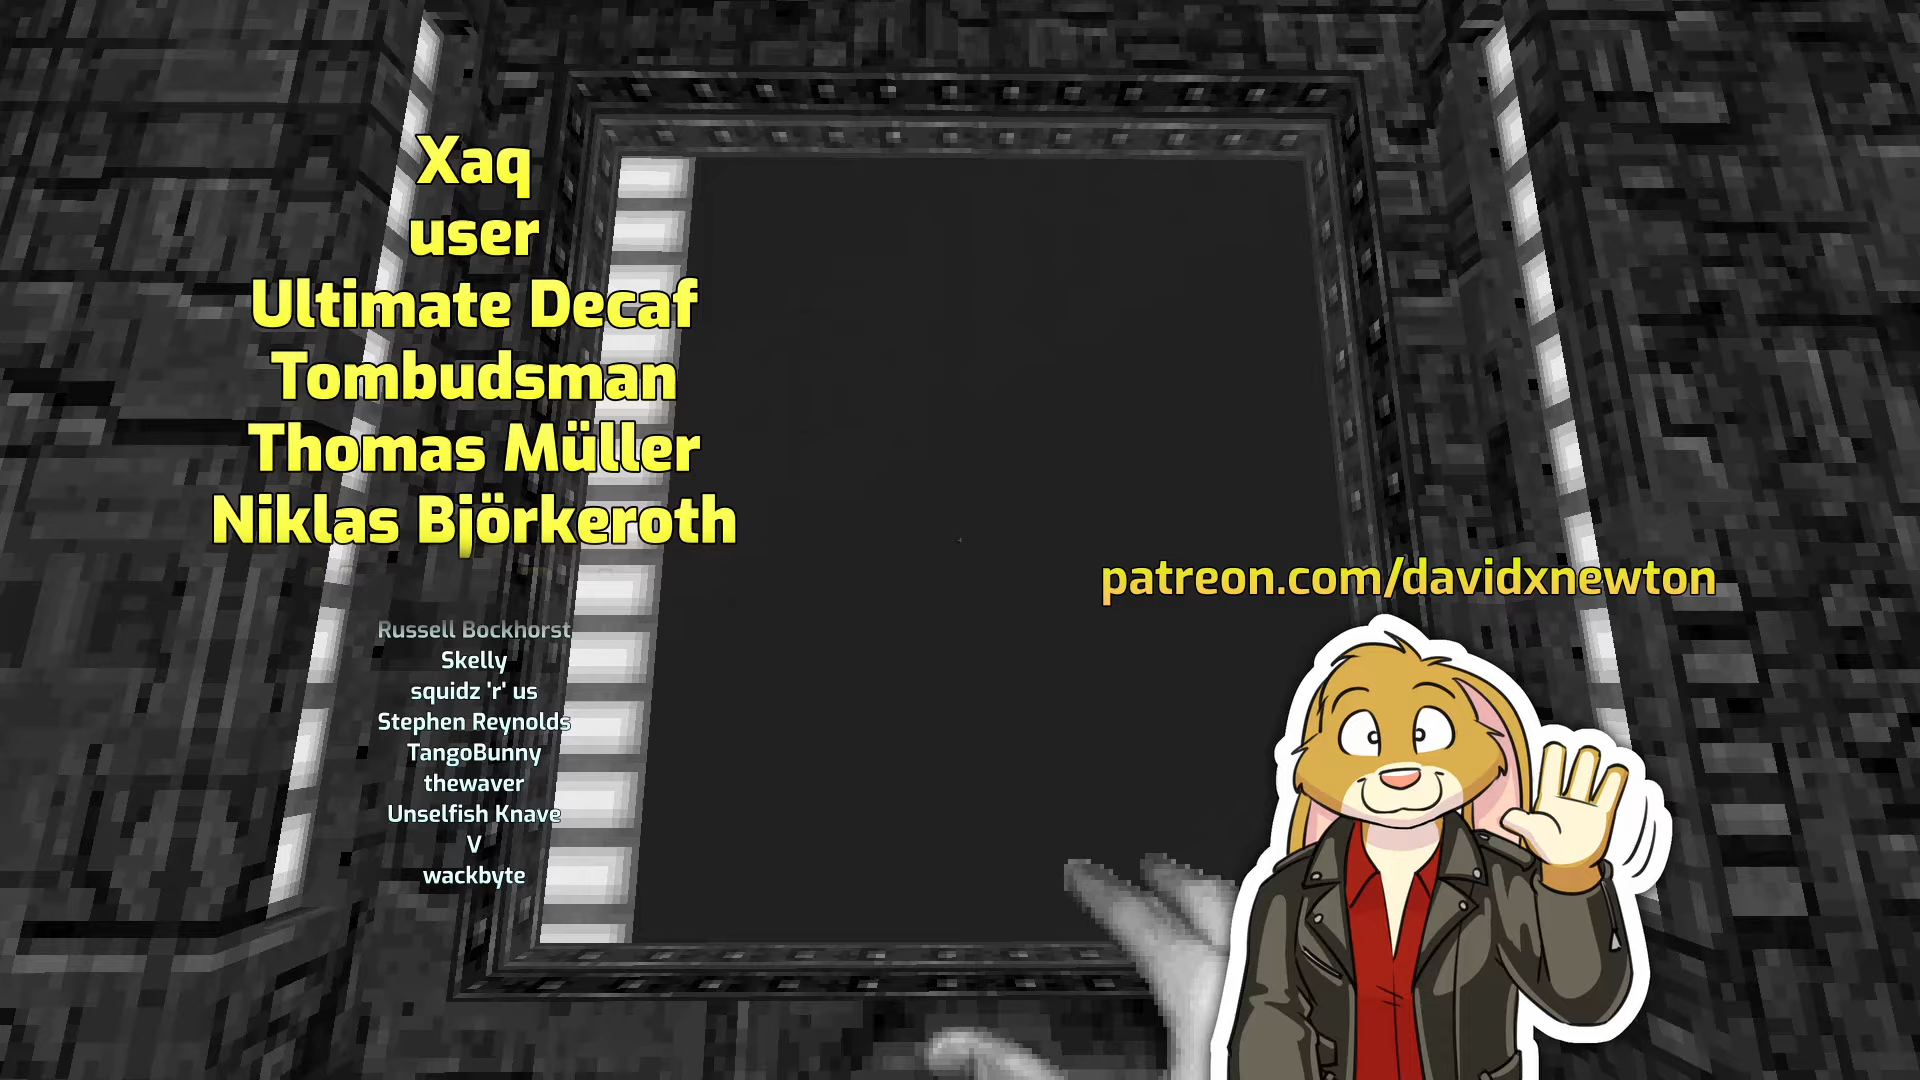 Xaq
user
Ultimate Decaf
Tombudsman
Thomas Müller
Niklas Björkeroth
patreon.com/davidxnewton
Russell Bockhorst
Skelly
squidz 'r' us
Stephen Reynolds
TangoBunny
thewaver
Unselfish Knave
V
wackbyte